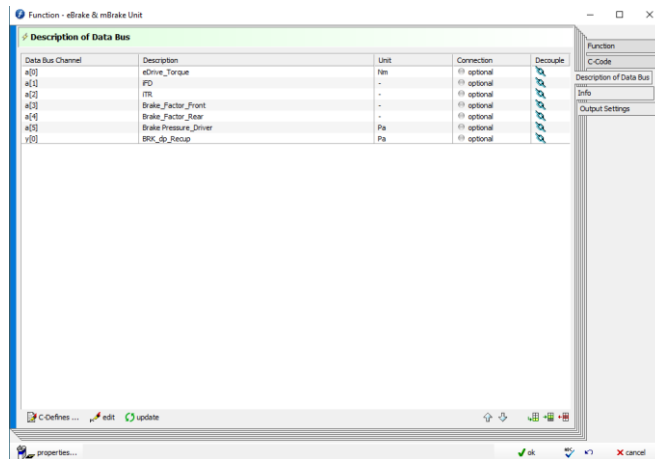 Function - eBrake & mBrake Unit
Description of Data Bus
Data Bus Channel Description Unit Connection Decouple
a[0] eDrive_Torque Nm optional
a[1] iFD - optional
a[2] iTR - optional
a[3] Brake_Factor_Front - optional
a[4] Brake_Factor_Rear - optional
a[5] Brake Pressure_Driver Pa optional
y[0] BRK_dp_Recup Pa optional
Function
C-Code
Description of Data Bus
Info
Output Settings
C-Defines ... edit update
properties... ok cancel